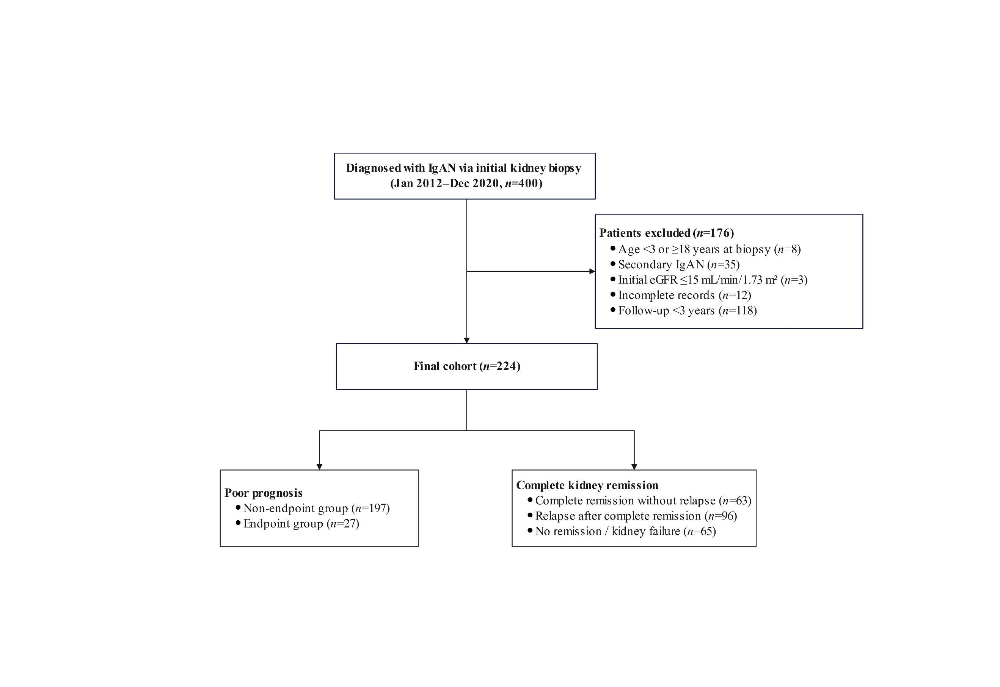 Diagnosed with IgAN via initial kidney biopsy
(Jan 2012–Dec 2020, n=400)
Patients excluded (n=176)
● Age <3 or ≥18 years at biopsy (n=8)
● Secondary IgAN (n=35)
● Initial eGFR ≤15 mL/min/1.73 m² (n=3)
● Incomplete records (n=12)
● Follow-up <3 years (n=118)
Final cohort (n=224)
Poor prognosis
● Non-endpoint group (n=197)
● Endpoint group (n=27)
Complete kidney remission
● Complete remission without relapse (n=63)
● Relapse after complete remission (n=96)
● No remission / kidney failure (n=65)